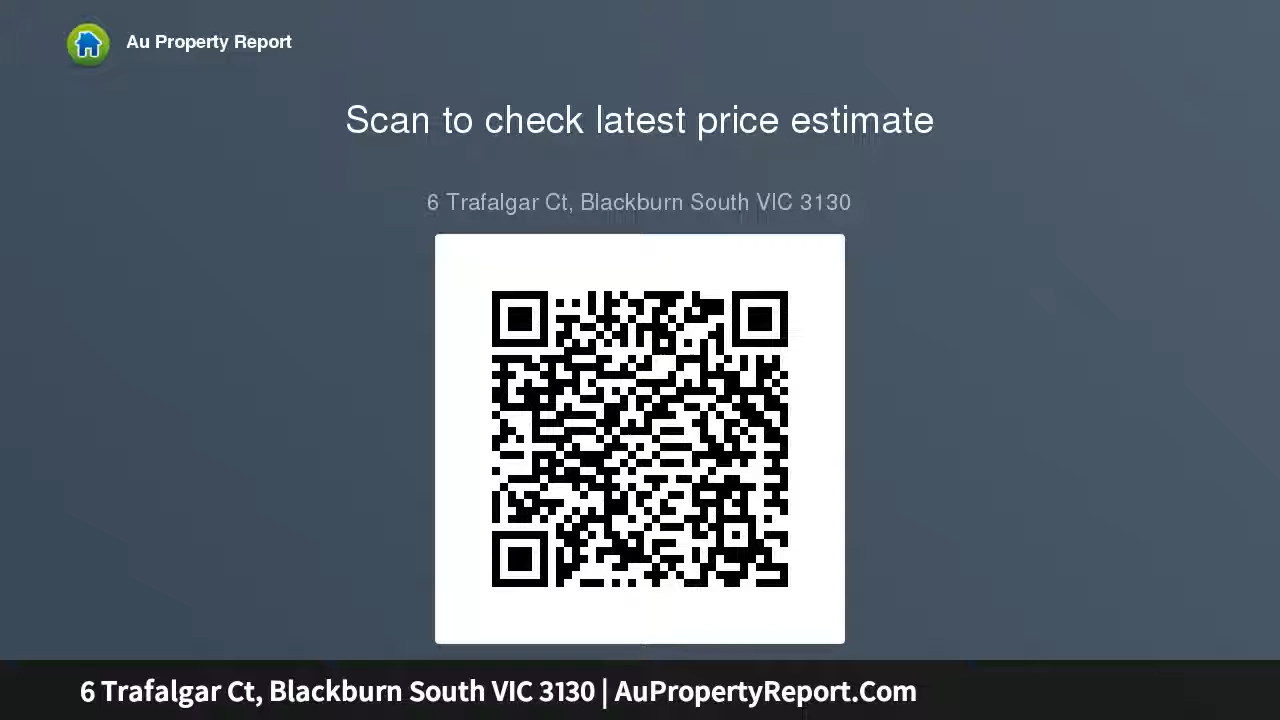 Au Property Report
Scan to check latest price estimate
6 Trafalgar Ct, Blackburn South VIC 3130
6 Trafalgar Ct, Blackburn South VIC 3130 | AuPropertyReport.Com